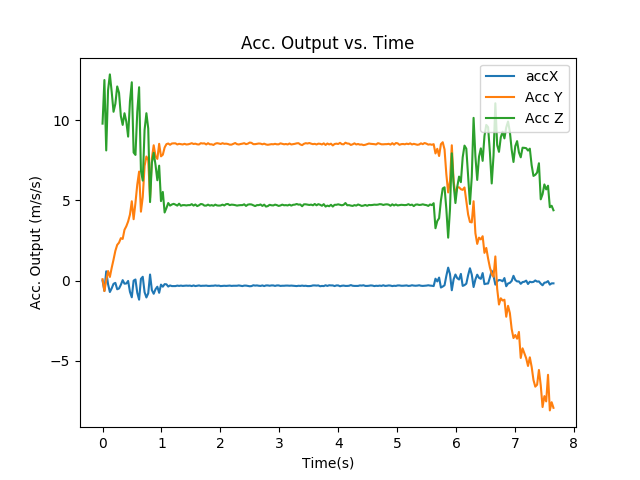 Acc. Output vs. Time
accX
Acc Y
Acc Z
10
5
0
−5
Acc. Output (m/s/s)
0 1 2 3 4 5 6 7 8
Time(s)